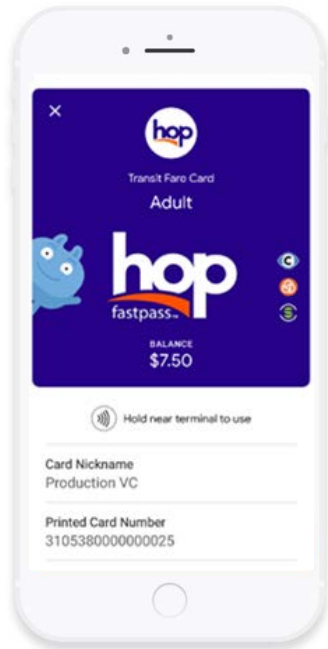 hop
Transit Fare Card
Adult
hop
fastpass™
BALANCE
$7.50
Hold near terminal to use
Card Nickname
Production VC
Printed Card Number
3105380000000025